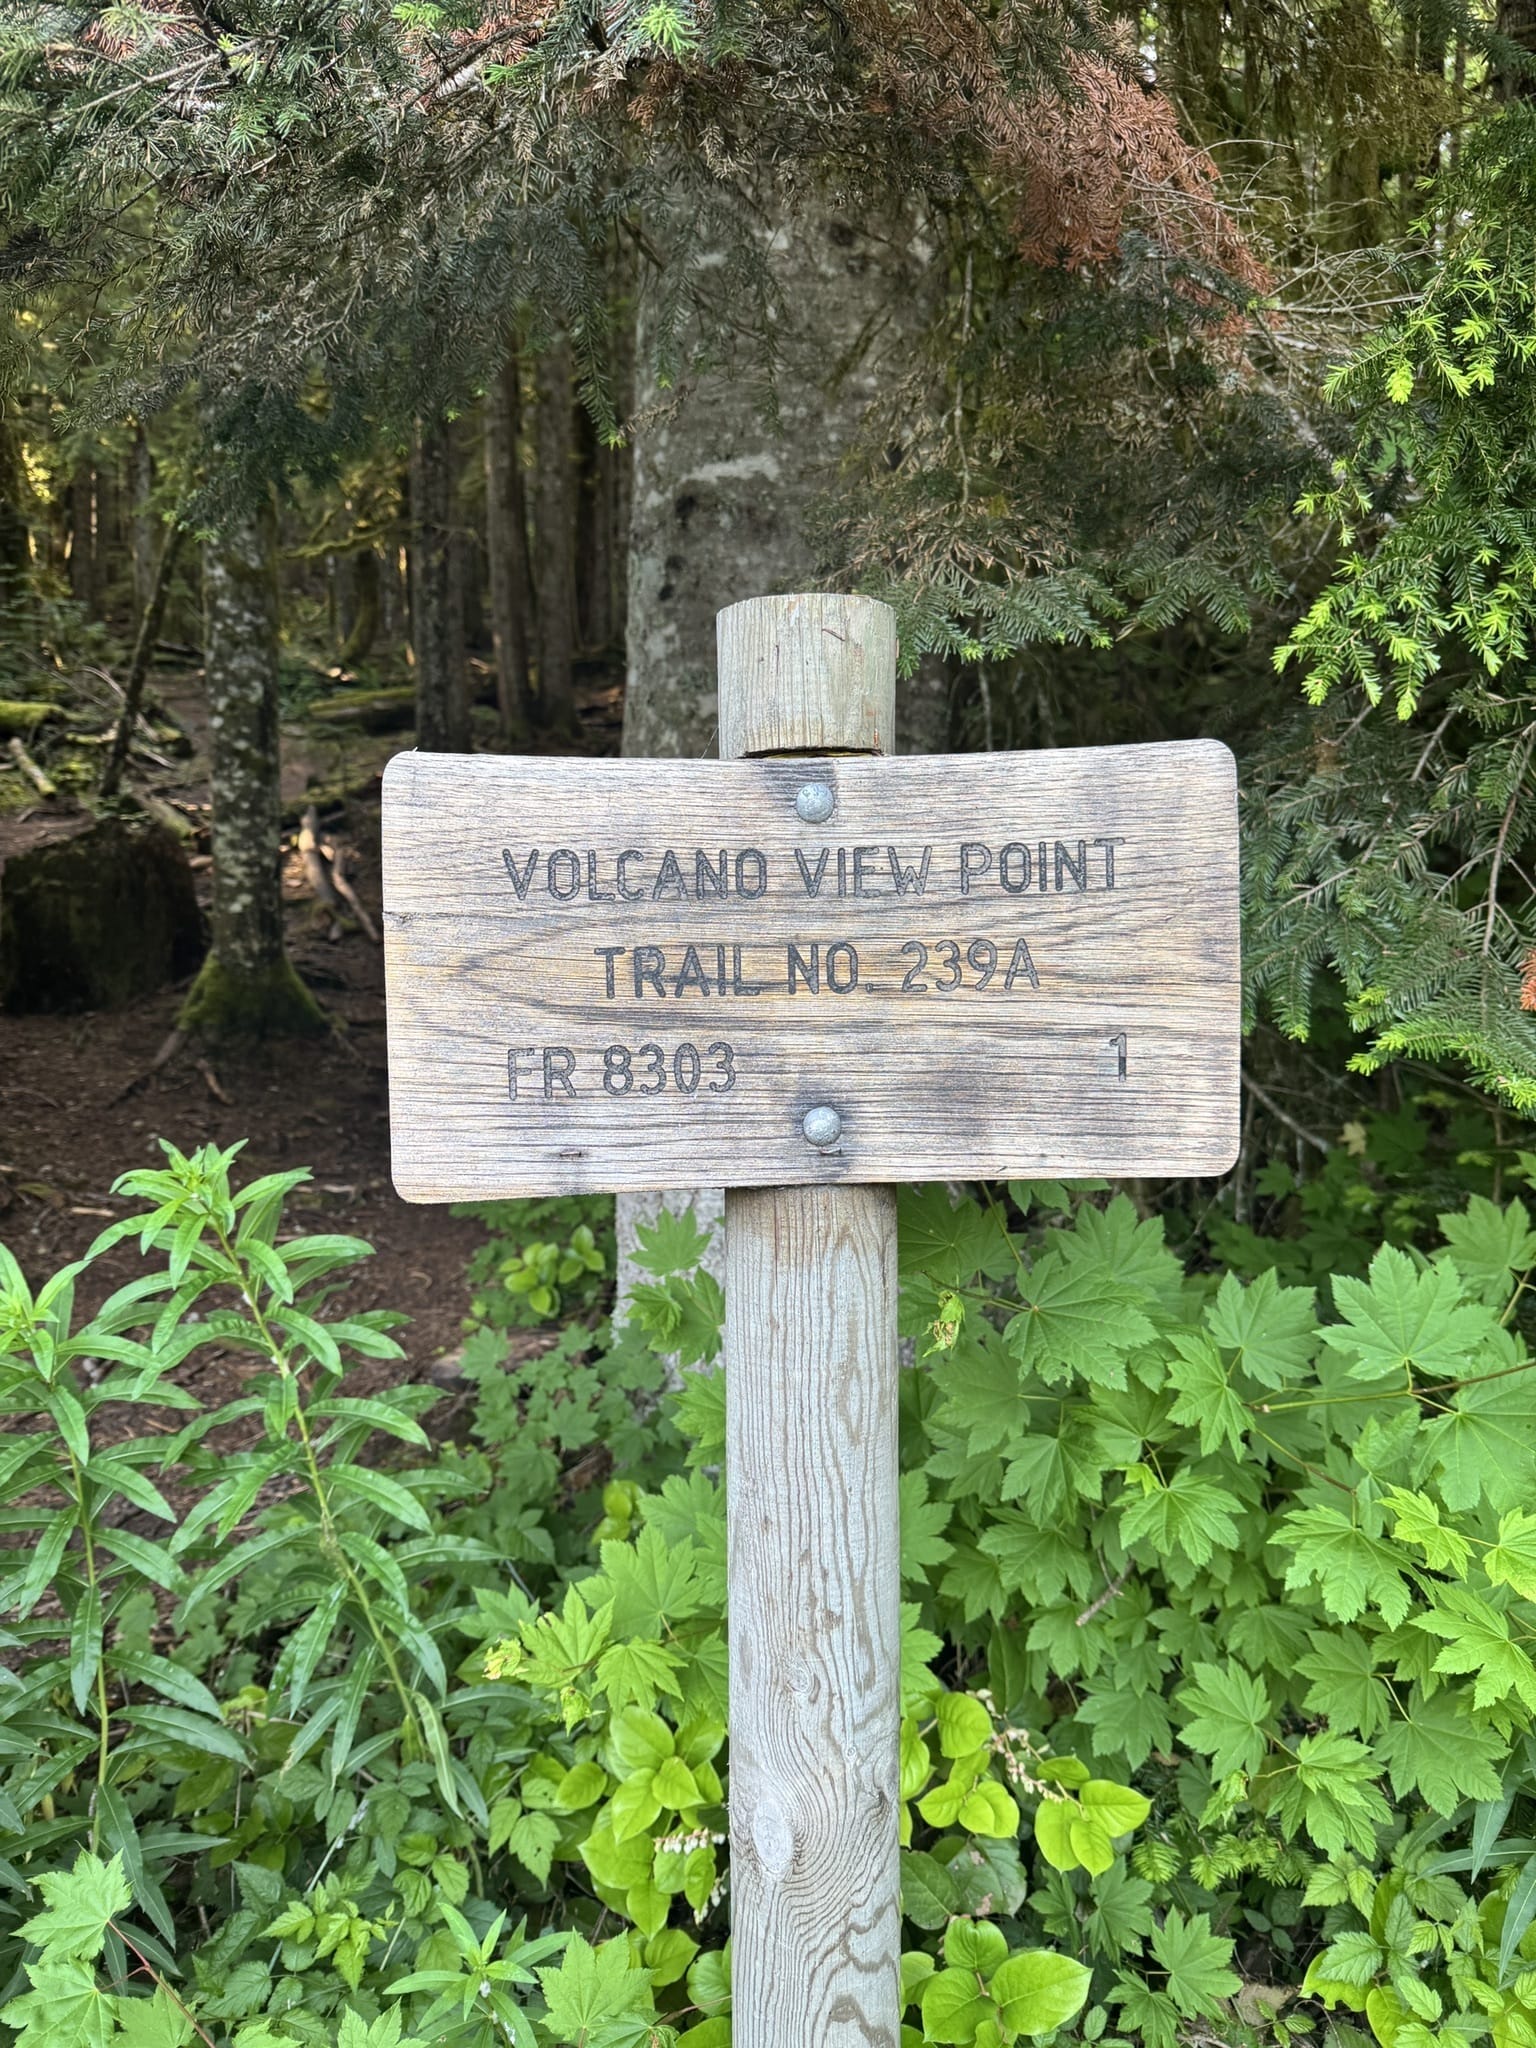 VOLCANO VIEW POINT
TRAIL NO. 239A
FR 8303 1